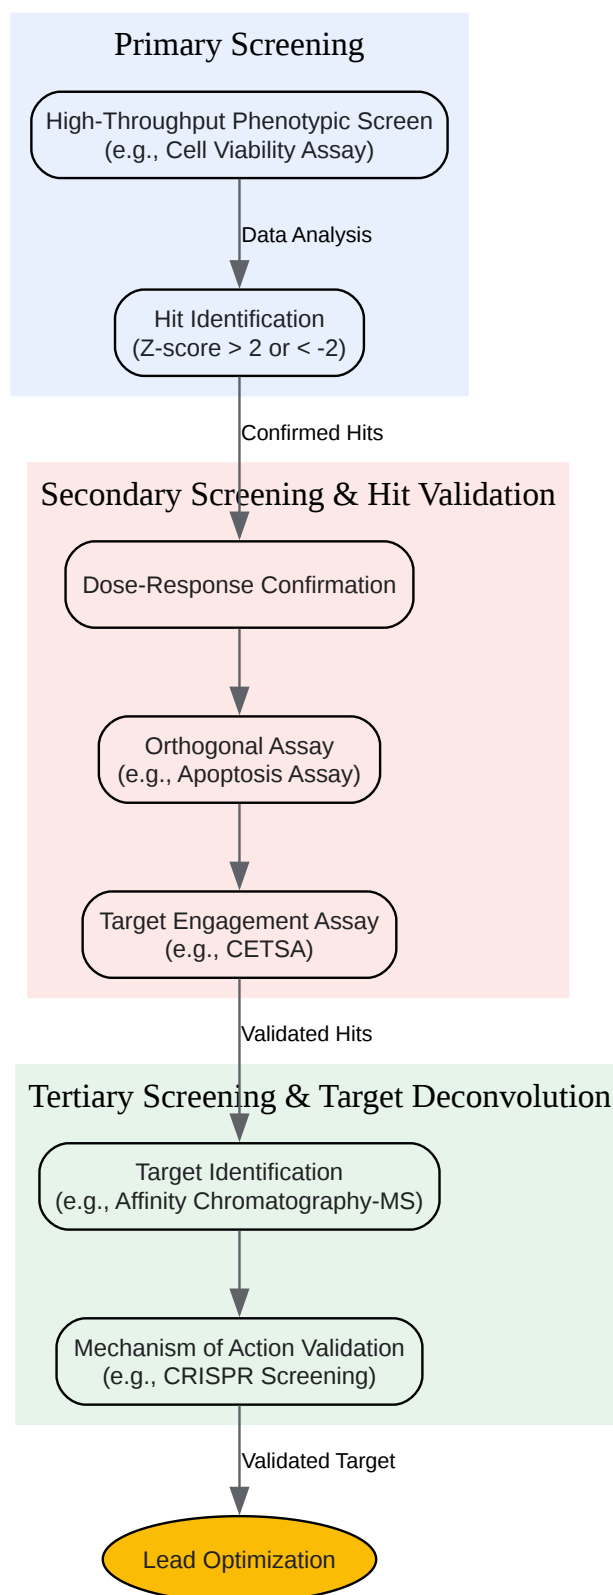 Primary Screening
High-Throughput Phenotypic Screen
(e.g., Cell Viability Assay)
Data Analysis
Hit Identification
(Z-score > 2 or < -2)
Confirmed Hits
Secondary Screening & Hit Validation
Dose-Response Confirmation
Orthogonal Assay
(e.g., Apoptosis Assay)
Target Engagement Assay
(e.g., CETSA)
Validated Hits
Tertiary Screening & Target Deconvolution
Target Identification
(e.g., Affinity Chromatography-MS)
Mechanism of Action Validation
(e.g., CRISPR Screening)
Validated Target
Lead Optimization